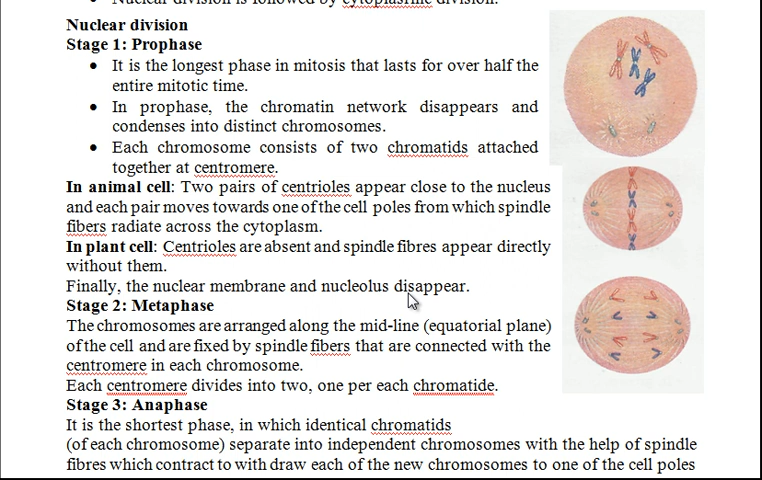 • Nuclear division is followed by cytoplasmic division.
Nuclear division
Stage 1: Prophase
• It is the longest phase in mitosis that lasts for over half the
entire mitotic time.
• In prophase, the chromatin network disappears and
condenses into distinct chromosomes.
• Each chromosome consists of two chromatids attached
together at centromere.
In animal cell: Two pairs of centrioles appear close to the nucleus
and each pair moves towards one of the cell poles from which spindle
fibers radiate across the cytoplasm.
In plant cell: Centrioles are absent and spindle fibres appear directly
without them.
Finally, the nuclear membrane and nucleolus disappear.
Stage 2: Metaphase
The chromosomes are arranged along the mid-line (equatorial plane)
of the cell and are fixed by spindle fibers that are connected with the
centromere in each chromosome.
Each centromere divides into two, one per each chromatide.
Stage 3: Anaphase
It is the shortest phase, in which identical chromatids
(of each chromosome) separate into independent chromosomes with the help of spindle
fibres which contract to with draw each of the new chromosomes to one of the cell poles